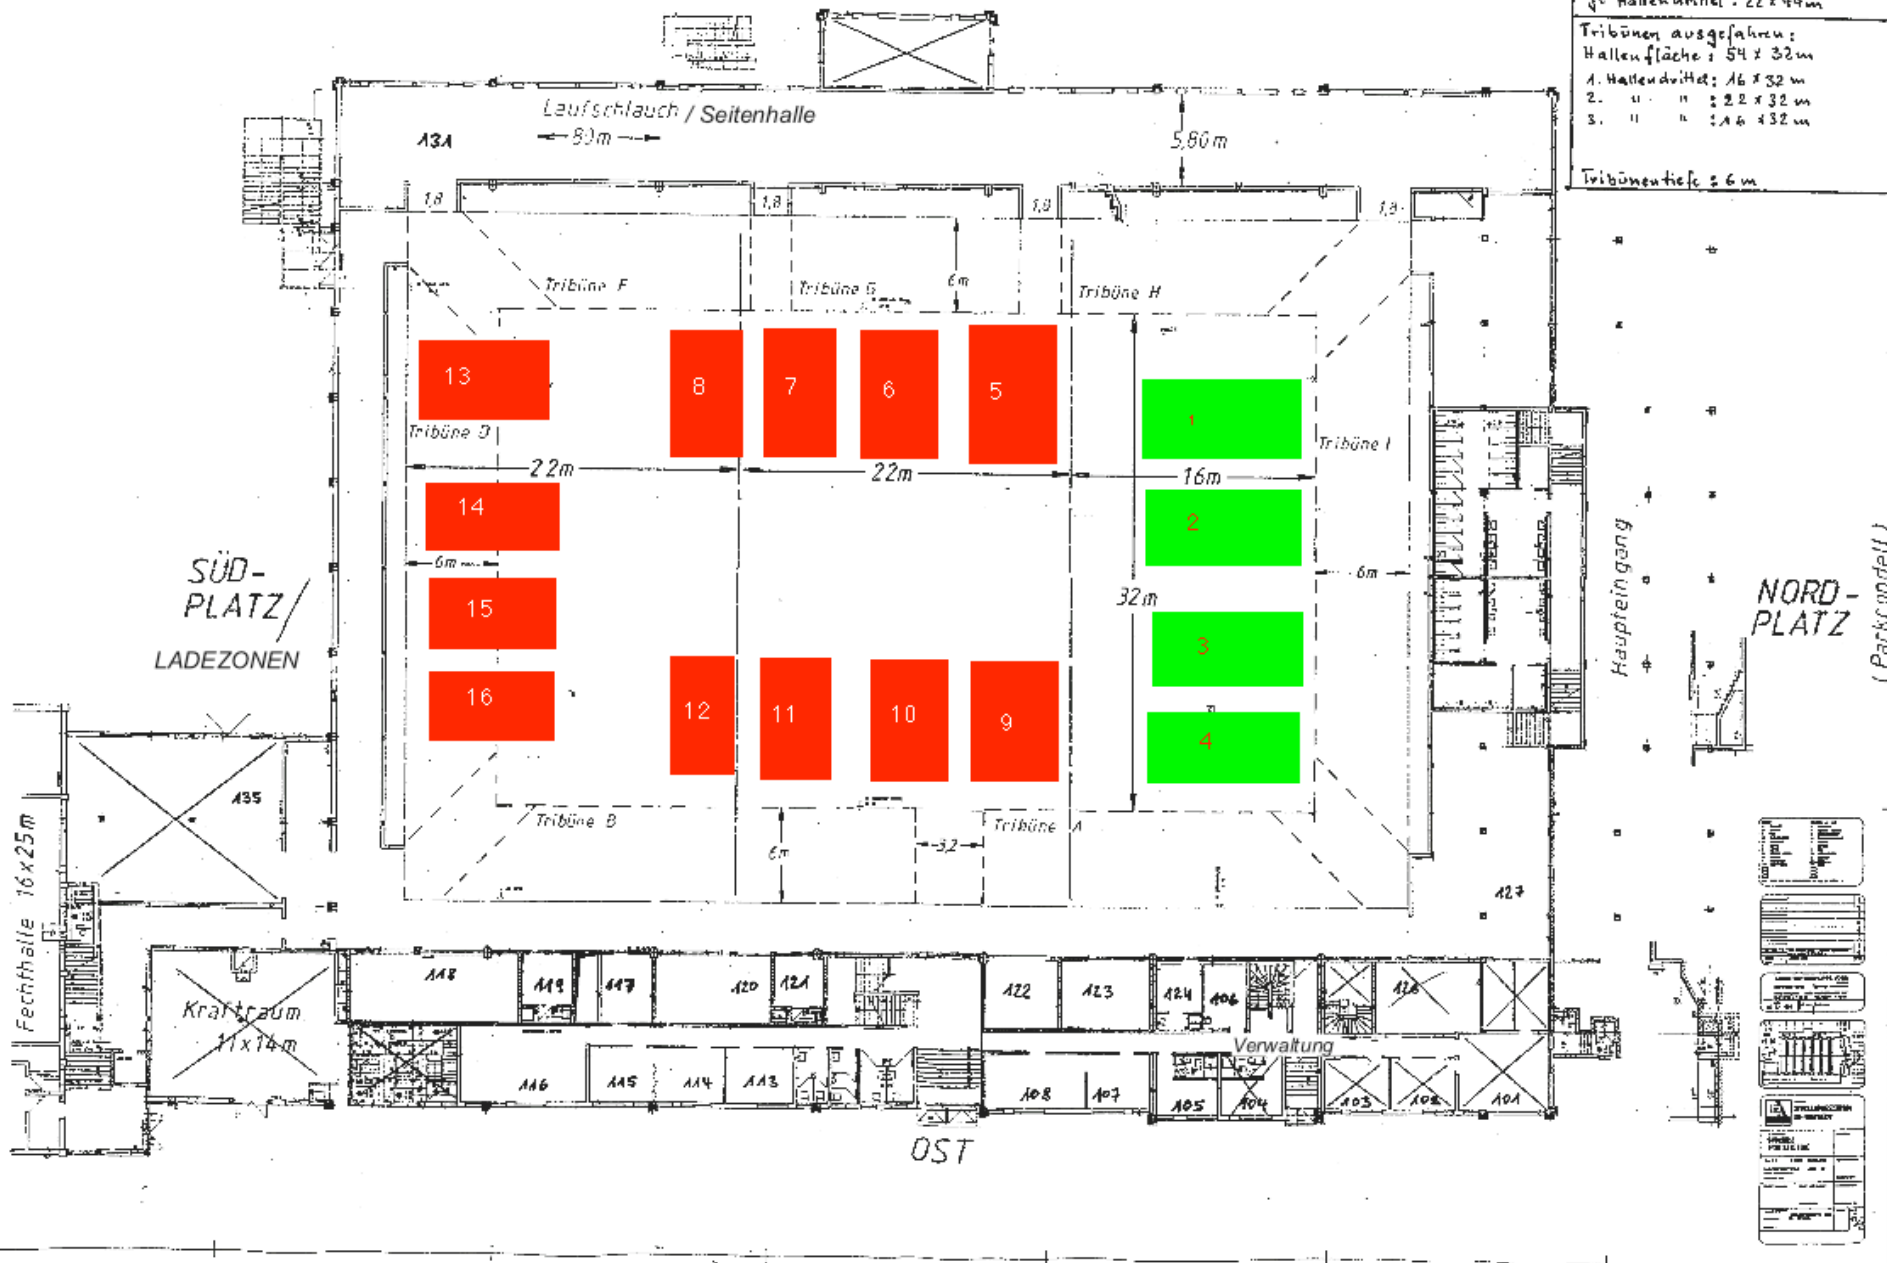 je Hallendrittel : 22 x 44m
Tribünen ausgefahren :
Hallenfläche : 54 x 32m
1. Hallendrittel : 16 x 32 m
2. " " : 22 x 32 m
3. " " : 16 x 32 m
Tribünentiefe : 6 m
Laufschlauch / Seitenhalle
80m
131
5,80m
1,8
1,8
1,8
1,8
Tribüne F
Tribüne G
6m
Tribüne H
13
8
7
6
5
1
Tribüne D
Tribüne I
22m
22m
16m
14
2
6m
6m
SÜD-
PLATZ
LADEZONEN
15
32m
3
16
12
11
10
9
4
Haupteingang
NORD-
PLATZ
(Parkrondell)
135
Tribüne B
6m
3,2
Tribüne A
127
Fechthalle 16x25m
Kraftraum
11x14m
118
119
117
120
121
122
123
124
106
126
Verwaltung
116
115
114
113
108
107
105
104
103
102
101
OST